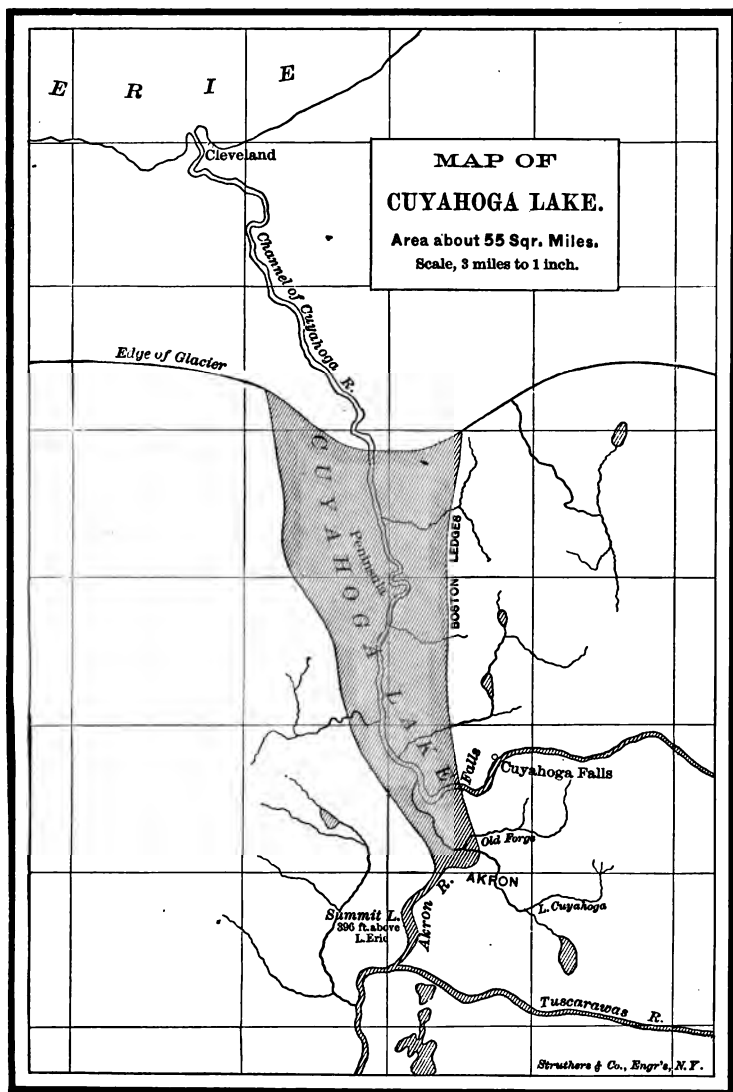 ERIE
Cleveland
MAP OF
CUYAHOGA LAKE.
Area about 55 Sqr. Miles.
Scale, 3 miles to 1 inch.
Channel of Cuyahoga R.
Edge of Glacier
CUYAHOGA LAKE
Peninsula
BOSTON LEDGES
Falls
Cuyahoga Falls
Old Forge
AKRON
L. Cuyahoga
Summit L.
396 ft. above
L. Erie
Akron R.
Tuscarawas R.
Struthers & Co., Engr's, N.Y.